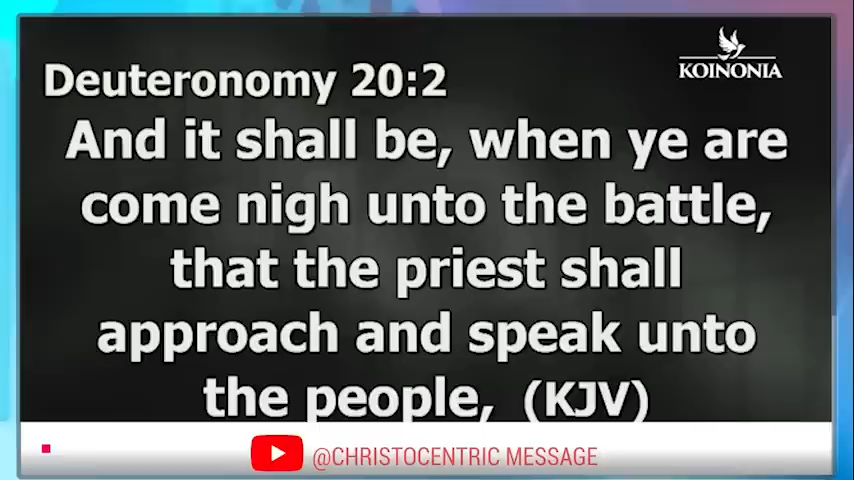 KOINONIA
Deuteronomy 20:2
And it shall be, when ye are
come nigh unto the battle,
that the priest shall
approach and speak unto
the people, (KJV)
@CHRISTOCENTRIC MESSAGE